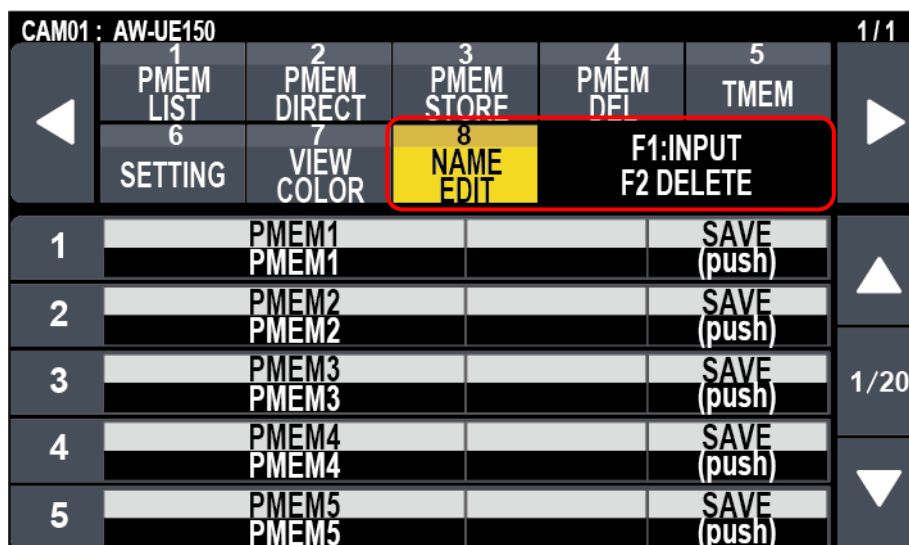 CAM01 : AW-UE150 1/1
1 2 3 4 5
PMEM LIST PMEM DIRECT PMEM STORE PMEM DEL TMEM
6 7 8
SETTING VIEW COLOR NAME EDIT F1:INPUT
F2 DELETE
1 PMEM1 SAVE
PMEM1 (push)
2 PMEM2 SAVE
PMEM2 (push)
3 PMEM3 SAVE 1/20
PMEM3 (push)
4 PMEM4 SAVE
PMEM4 (push)
5 PMEM5 SAVE
PMEM5 (push)